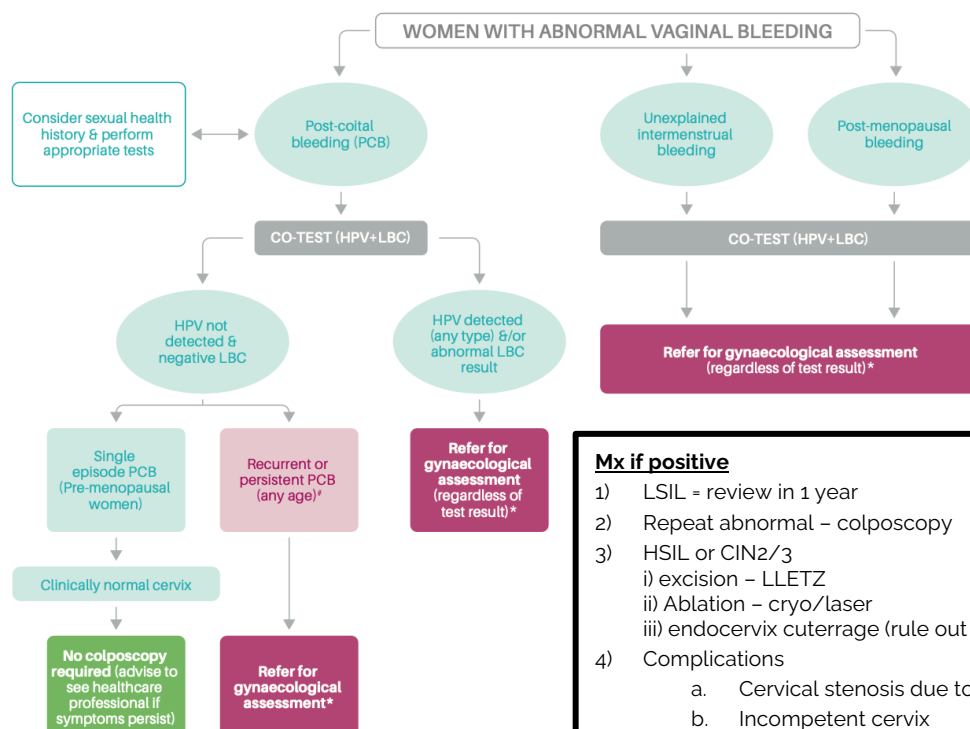 WOMEN WITH ABNORMAL VAGINAL BLEEDING
Consider sexual health
history & perform
appropriate tests
Post-coital
bleeding (PCB)
Unexplained
intermenstrual
bleeding
Post-menopausal
bleeding
CO-TEST (HPV+LBC)
CO-TEST (HPV+LBC)
HPV not
detected &
negative LBC
HPV detected
(any type) &/or
abnormal LBC
result
Refer for gynaecological assessment
(regardless of test result)*
Single
episode PCB
(Pre-menopausal
women)
Recurrent or
persistent PCB
(any age)#
Refer for
gynaecological
assessment
(regardless of
test result)*
Clinically normal cervix
No colposcopy
required (advise to
see healthcare
professional if
symptoms persist)
Refer for
gynaecological
assessment*
Mx if positive
1) LSIL = review in 1 year
2) Repeat abnormal – colposcopy
3) HSIL or CIN2/3
i) excision – LLETZ
ii) Ablation – cryo/laser
iii) endocervix cuterrage (rule out
4) Complications
a. Cervical stenosis due to
b. Incompetent cervix